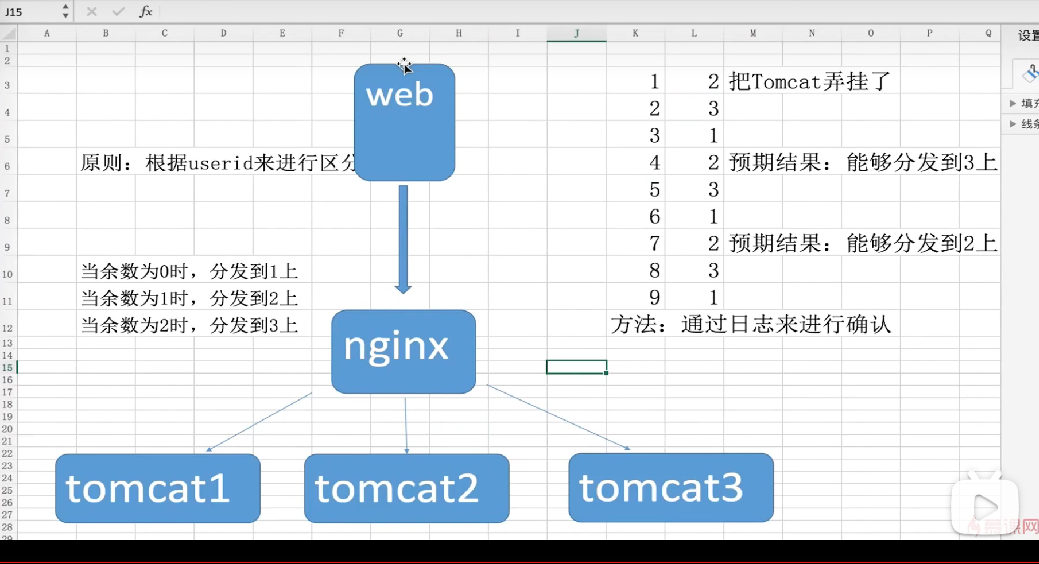 J15
fx
设置
A B C D E F G H I J K L M N O P Q
填充
线条
web
原则：根据userid来进行区分
当余数为0时，分发到1上
当余数为1时，分发到2上
当余数为2时，分发到3上
nginx
tomcat1
tomcat2
tomcat3
1 2 把Tomcat弄挂了
2 3
3 1
4 2 预期结果：能够分发到3上
5 3
6 1
7 2 预期结果：能够分发到2上
8 3
9 1
方法：通过日志来进行确认
1
2
3
4
5
6
7
8
9
10
11
12
13
14
15
16
17
18
19
20
21
22
23
24
25
26
27
28
29
慕课网